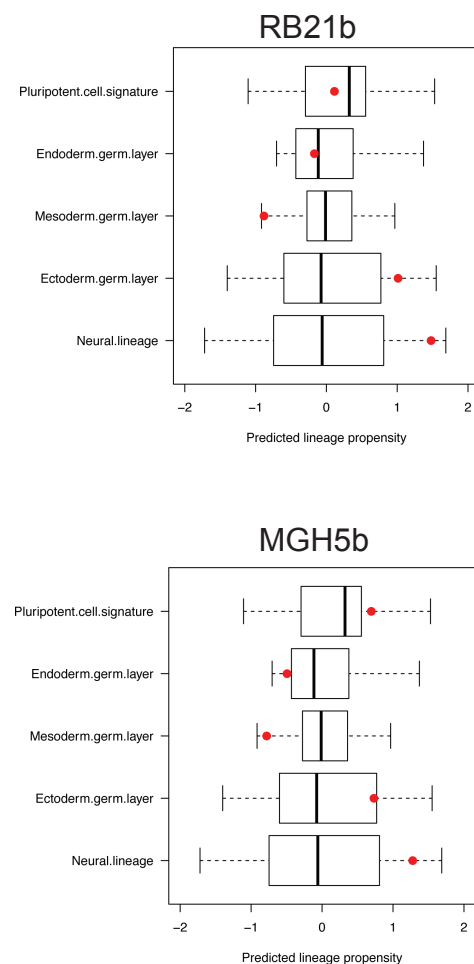 RB21b
Pluripotent.cell.signature
Endoderm.germ.layer
Mesoderm.germ.layer
Ectoderm.germ.layer
Neural.lineage
−2 −1 0 1 2
Predicted lineage propensity
MGH5b
Pluripotent.cell.signature
Endoderm.germ.layer
Mesoderm.germ.layer
Ectoderm.germ.layer
Neural.lineage
−2 −1 0 1 2
Predicted lineage propensity